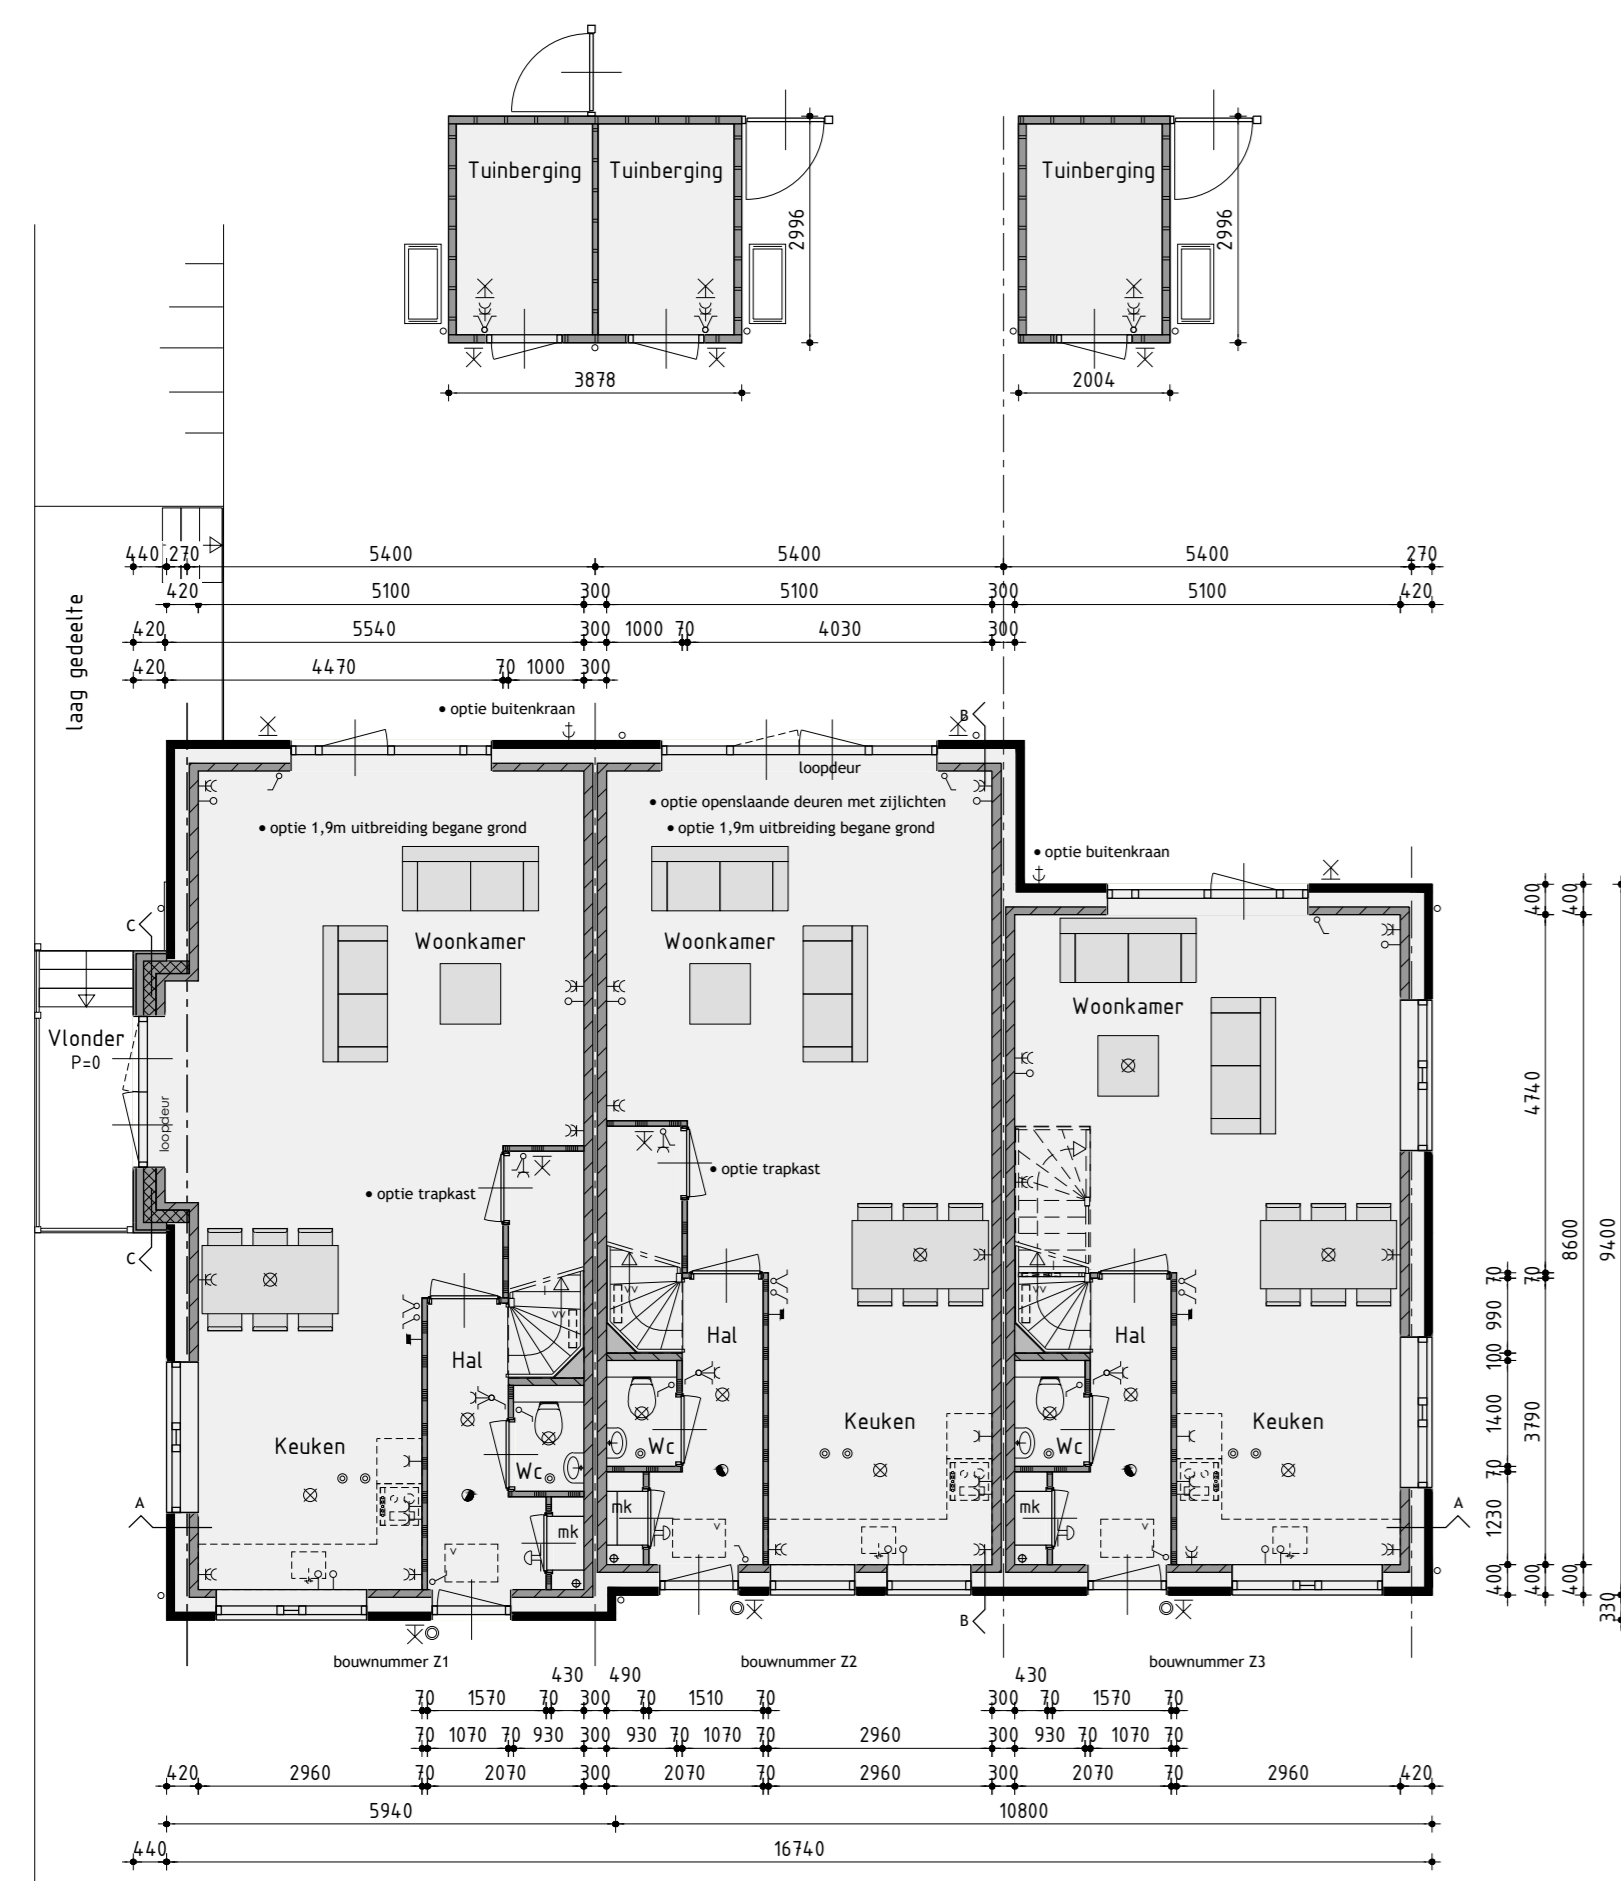 Tuinberging Tuinberging Tuinberging
2996 2996
3878 2004
laag gedeelte
440 270 5400 5400 5400 270
420 5100 300 5100 300 5100 420
420 5540 300 1000 70 4030 300
420 4470 70 1000 300
• optie buitenkraan
B
loopdeur
• optie openslaande deuren met zijlichten
• optie 1,9m uitbreiding begane grond • optie 1,9m uitbreiding begane grond
• optie buitenkraan
C
Woonkamer Woonkamer
Woonkamer
Vlonder
P=0
loopdeur
• optie trapkast
• optie trapkast
C
vv vv vv
Hal Hal Hal
Keuken Keuken Keuken
Wc Wc Wc
A
mk mk mk
v v v
A
B
400 4740 70 990 100 1400 70 1230 400
400 70 3790 400
400 8600 400
9400 330
bouwnummer Z1 bouwnummer Z2 bouwnummer Z3
430 490 430
70 1570 70 300 70 1510 70 300 70 1570 70
70 1070 70 930 300 930 70 1070 70 2960 300 930 70 1070 70
420 2960 70 2070 300 2070 70 2960 300 2070 70 2960 420
5940 10800
440 16740